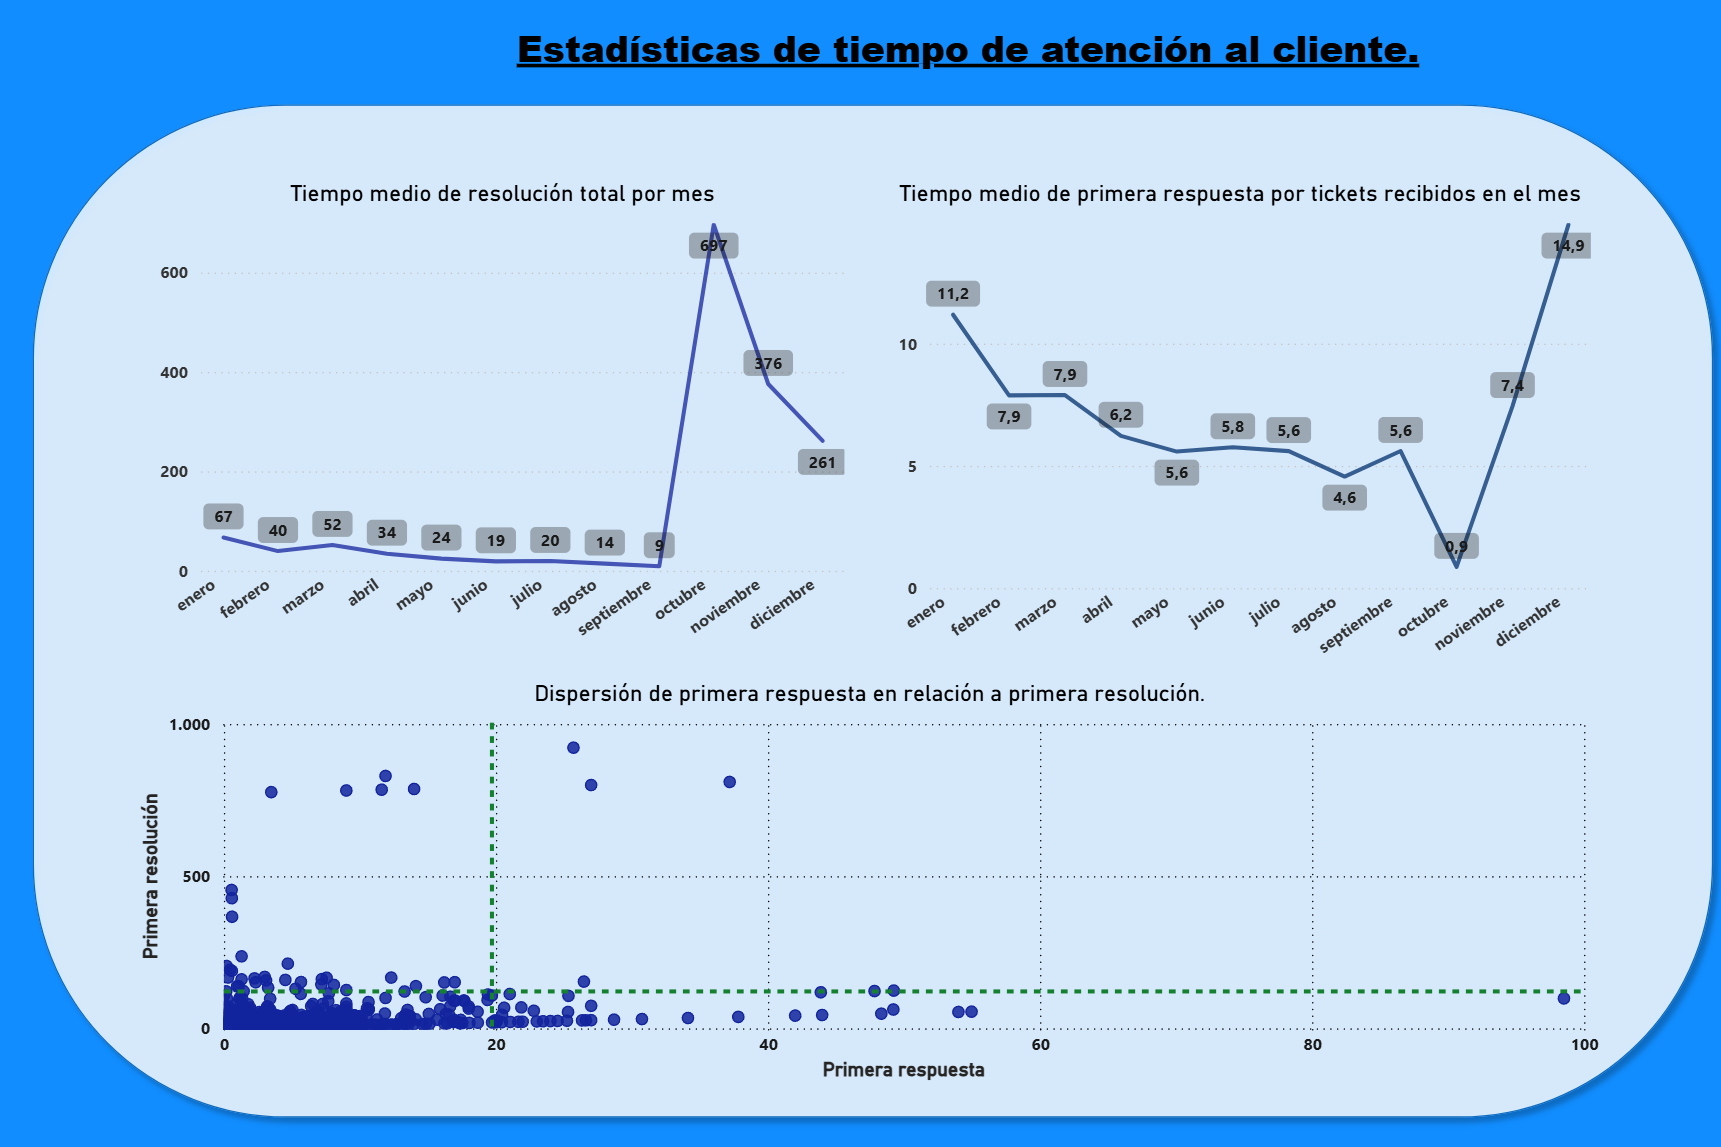 Estadísticas de tiempo de atención al cliente.
Tiempo medio de resolución total por mes
697
600
400
376
261
200
67
40
52
34
24
19
20
14
9
0
enero
febrero
marzo
abril
mayo
junio
julio
agosto
septiembre
octubre
noviembre
diciembre
Tiempo medio de primera respuesta por tickets recibidos en el mes
14,9
11,2
10
7,9
7,9
6,2
5,6
5,8
5,6
4,6
5,6
0,9
7,4
5
0
enero
febrero
marzo
abril
mayo
junio
julio
agosto
septiembre
octubre
noviembre
diciembre
Dispersión de primera respuesta en relación a primera resolución.
Primera resolución
1.000
500
0
0
20
40
60
80
100
Primera respuesta